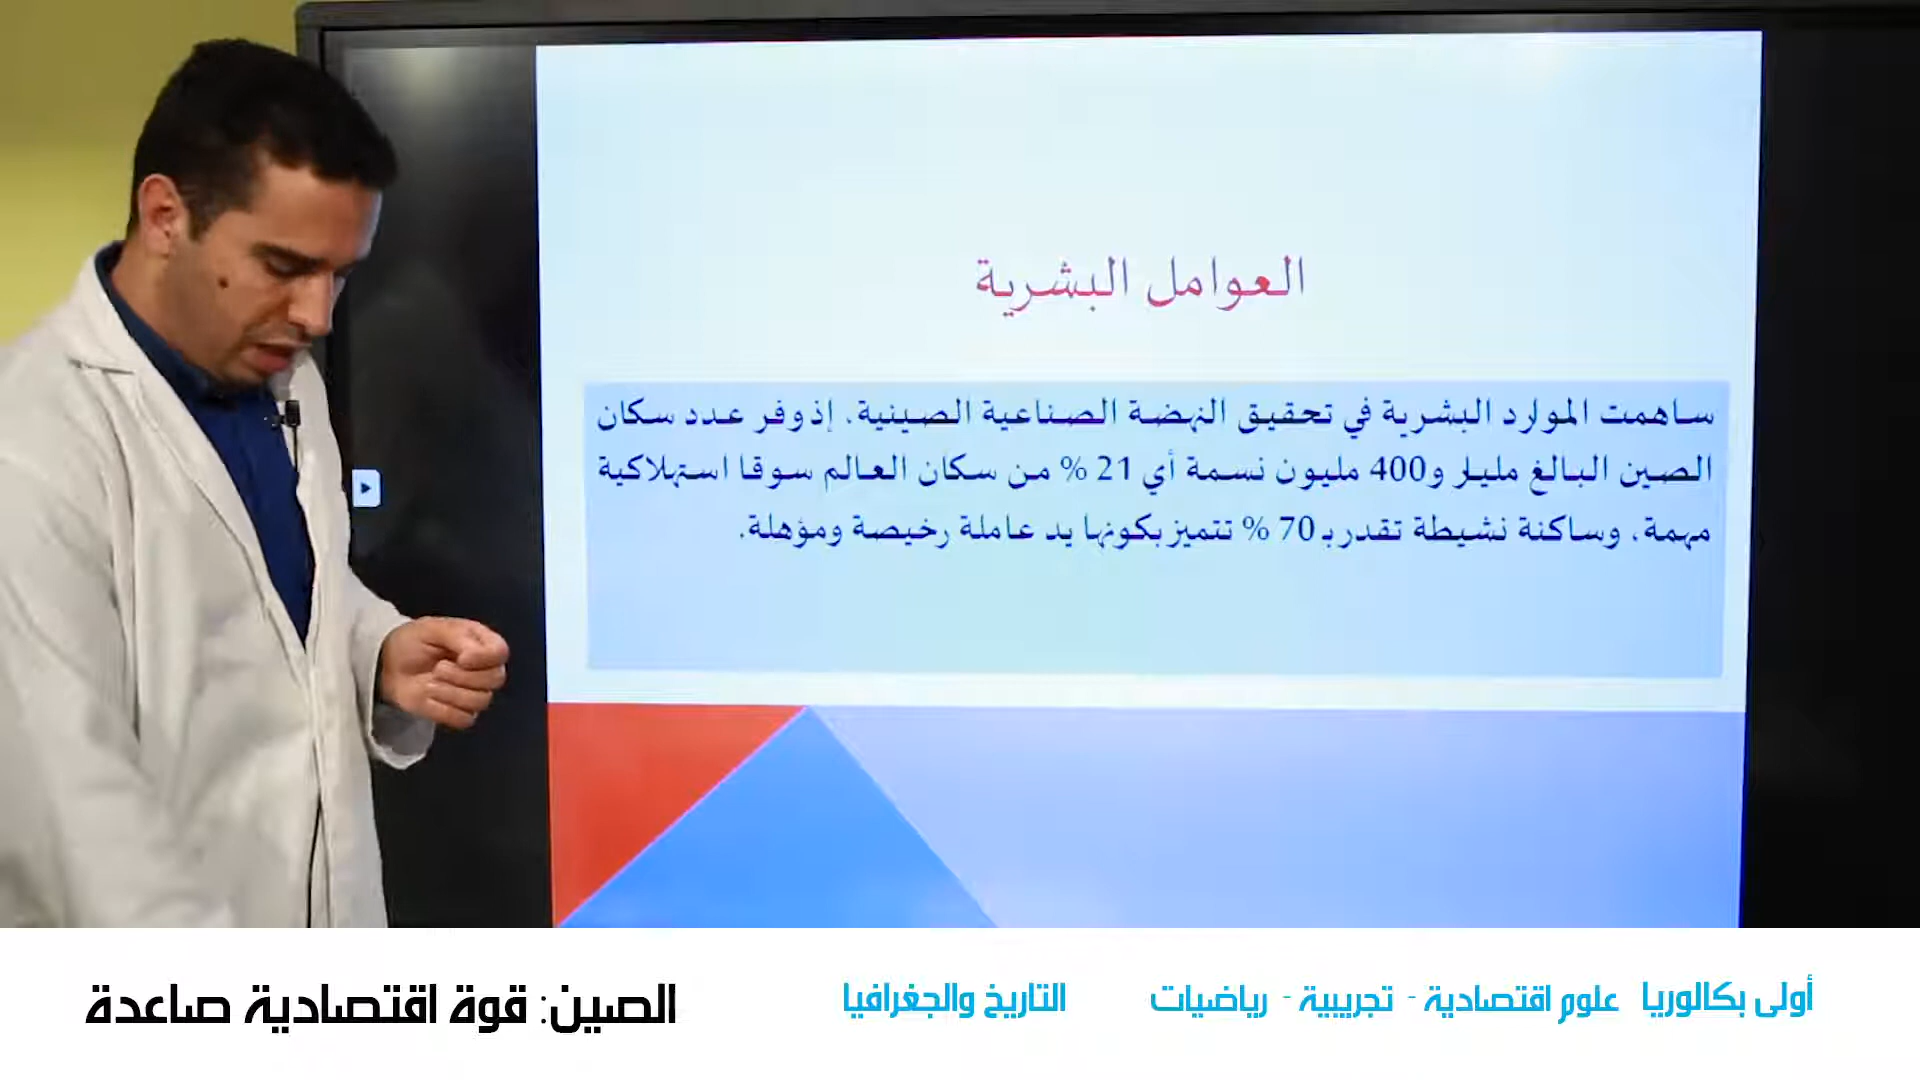 العوامل البشرية
ساهمت الموارد البشرية في تحقيق النهضة الصناعية الصينية. إذ وفر عدد سكان
الصين البالغ مليار و400 مليون نسمة أي 21 % من سكان العالم سوقا استهلاكية
مهمة، وساكنة نشيطة تقدر بـ 70 % تتميز بكونها يد عاملة رخيصة ومؤهلة.
أولى بكالوريا علوم اقتصادية - تجريبية - رياضيات التاريخ والجغرافيا الصين: قوة اقتصادية صاعدة